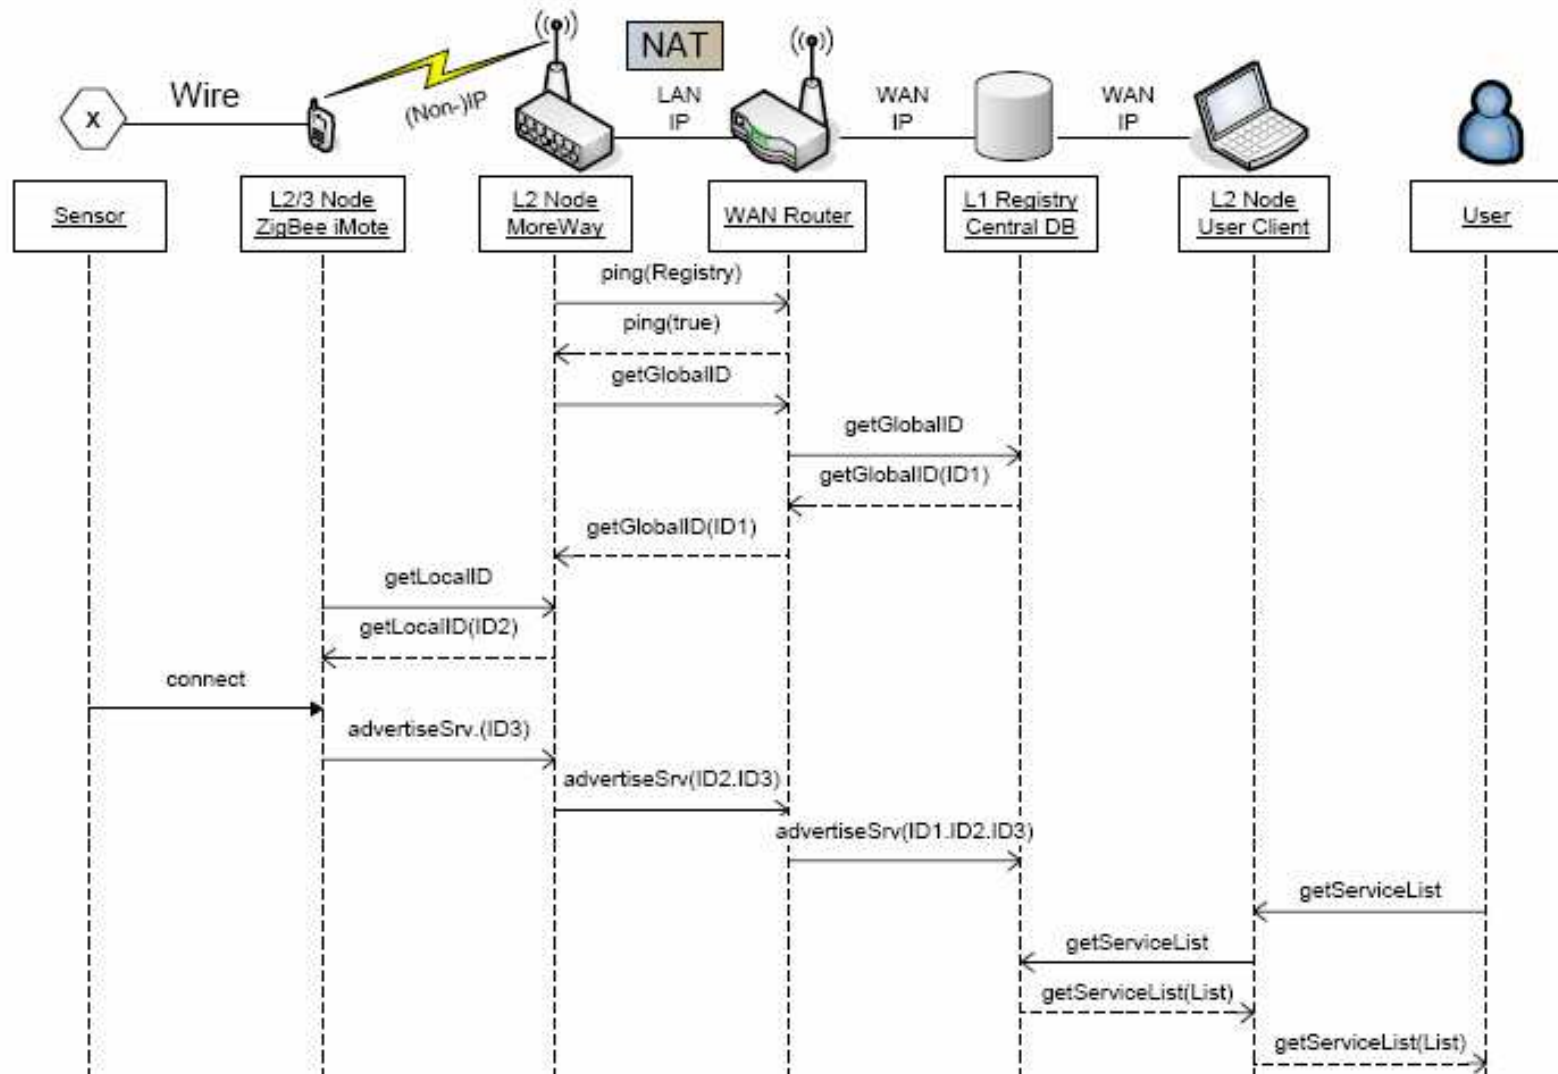 NAT
Wire
(Non-)IP
LAN
IP
WAN
IP
WAN
IP
X
Sensor
L2/3 Node
ZigBee iMote
L2 Node
MoreWay
WAN Router
L1 Registry
Central DB
L2 Node
User Client
User
ping(Registry)
ping(true)
getGlobalID
getGlobalID
getGlobalID(ID1)
getGlobalID(ID1)
getLocalID
getLocalID(ID2)
connect
advertiseSrv.(ID3)
advertiseSrv(ID2.ID3)
advertiseSrv(ID1.ID2.ID3)
getServiceList
getServiceList
getServiceList(List)
getServiceList(List)